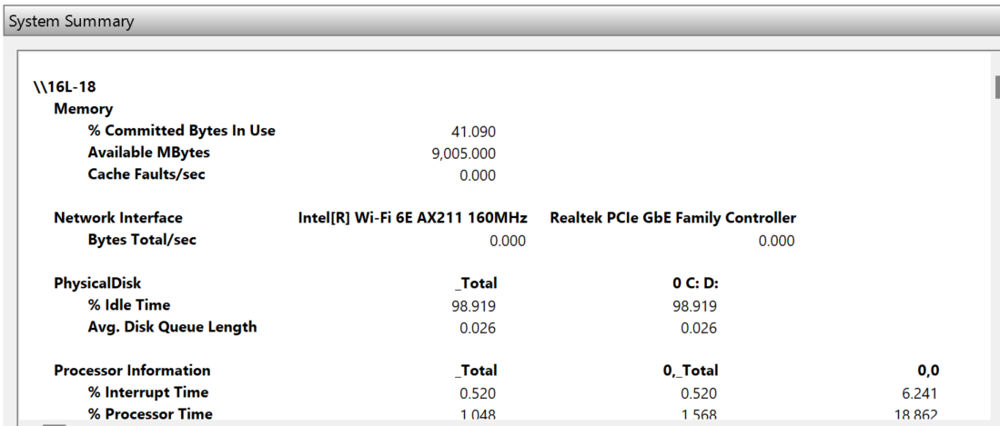 System Summary
\\16L-18
Memory
% Committed Bytes In Use 41.090
Available MBytes 9,005.000
Cache Faults/sec 0.000
Network Interface Intel[R] Wi-Fi 6E AX211 160MHz Realtek PCIe GbE Family Controller
Bytes Total/sec 0.000 0.000
PhysicalDisk _Total 0 C: D:
% Idle Time 98.919 98.919
Avg. Disk Queue Length 0.026 0.026
Processor Information _Total 0,_Total 0,0
% Interrupt Time 0.520 0.520 6.241
% Processor Time 1.048 1.568 18.862